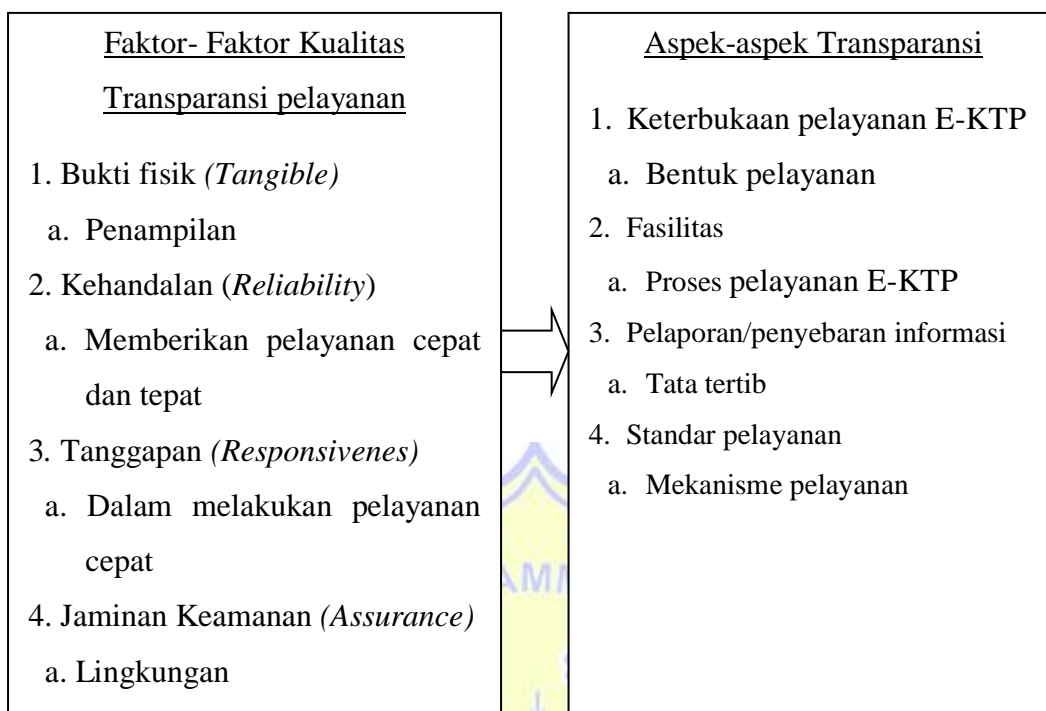 Faktor- Faktor Kualitas
Transparansi pelayanan
1. Bukti fisik (Tangible)
a. Penampilan
2. Kehandalan (Reliability)
a. Memberikan pelayanan cepat
dan tepat
3. Tanggapan (Responsivenes)
a. Dalam melakukan pelayanan
cepat
4. Jaminan Keamanan (Assurance)
a. Lingkungan
Aspek-aspek Transparansi
1. Keterbukaan pelayanan E-KTP
a. Bentuk pelayanan
2. Fasilitas
a. Proses pelayanan E-KTP
3. Pelaporan/penyebaran informasi
a. Tata tertib
4. Standar pelayanan
a. Mekanisme pelayanan